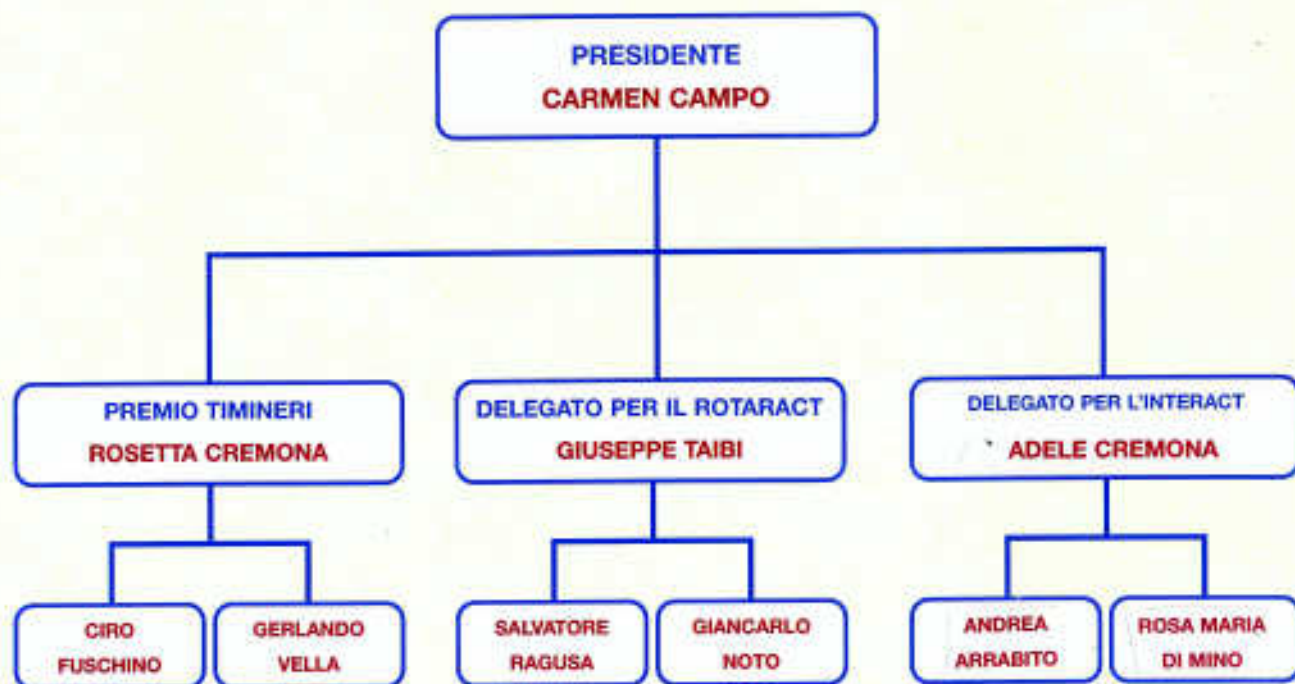 PRESIDENTE
CARMEN CAMPO
PREMIO TIMINERI
ROSETTA CREMONA
DELEGATO PER IL ROTARACT
GIUSEPPE TAIBI
DELEGATO PER L'INTERACT
ADELE CREMONA
CIRO
FUSCHINO
GERLANDO
VELLA
SALVATORE
RAGUSA
GIANCARLO
NOTO
ANDREA
ARRABITO
ROSA MARIA
DI MINO